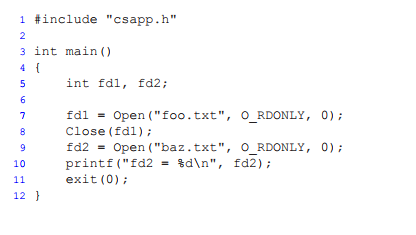 1 #include "csapp.h"
2
3 int main()
4 {
5     int fd1, fd2;
6
7     fd1 = Open("foo.txt", O_RDONLY, 0);
8     Close(fd1);
9     fd2 = Open("baz.txt", O_RDONLY, 0);
10     printf("fd2 = %d\n", fd2);
11     exit(0);
12 }